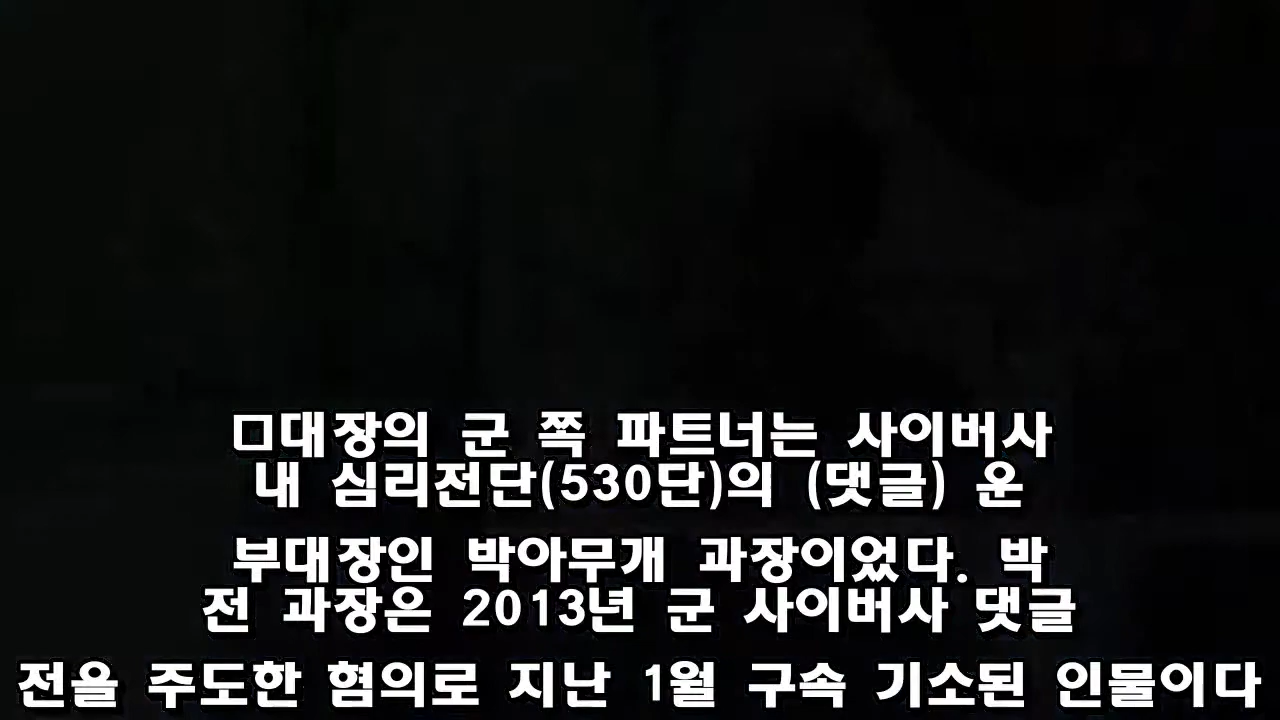 □대장의 군 쪽 파트너는 사이버사
내 심리전단(530단)의 (댓글) 운
부대장인 박아무개 과장이었다. 박
전 과장은 2013년 군 사이버사 댓글
전을 주도한 혐의로 지난 1월 구속 기소된 인물이다